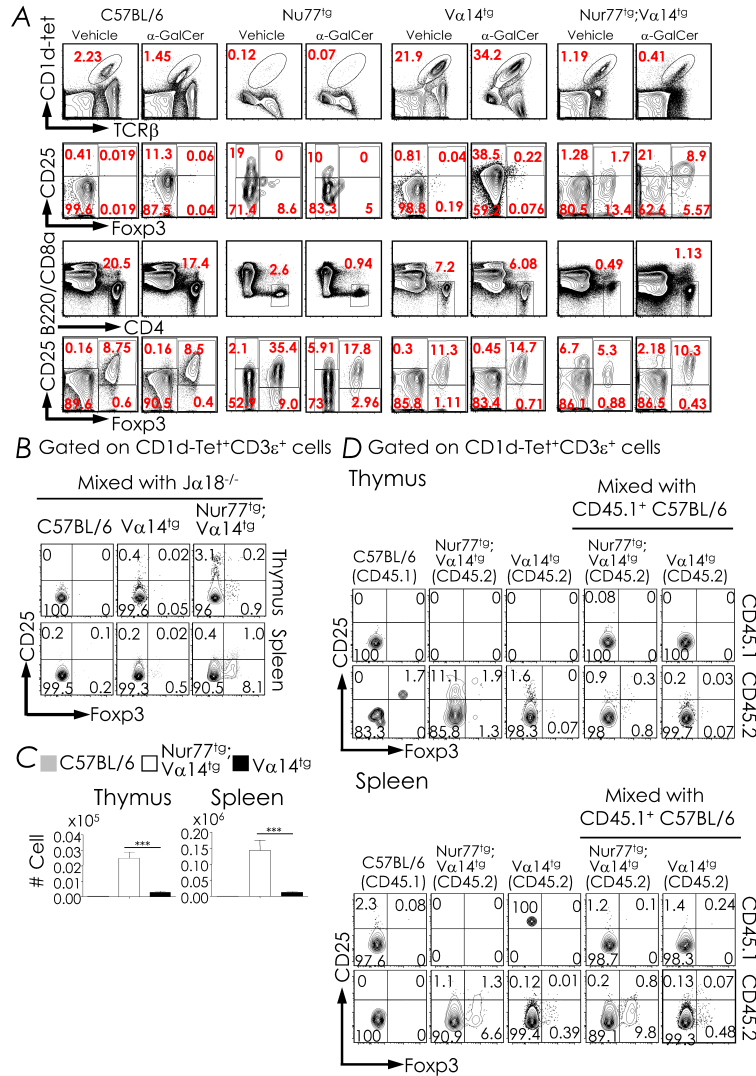 A
C57BL/6 Nu77tg Vα14tg Nur77tg;Vα14tg
Vehicle α-GalCer Vehicle α-GalCer Vehicle α-GalCer Vehicle α-GalCer
CD1d-tet
2.23 1.45 0.12 0.07 21.9 34.2 1.19 0.41
TCRβ
CD25
0.41 0.019 11.3 0.06 19 0 10 0 0.81 0.04 38.5 0.22 1.28 1.7 21 8.9
99.6 0.019 87.5 0.04 71.4 8.6 83.3 5 98.8 0.19 59.2 0.076 80.5 13.4 62.6 5.57
Foxp3
B220/CD8a
20.5 17.4 2.6 0.94 7.2 6.08 0.49 1.13
CD4
CD25
0.16 8.75 0.16 8.5 2.1 35.4 5.91 17.8 0.3 11.3 0.45 14.7 6.7 5.3 2.18 10.3
89.6 0.6 90.5 0.4 52.9 9.0 73 2.96 85.8 1.11 83.4 0.71 86.1 0.88 86.5 0.43
Foxp3
B Gated on CD1d-Tet+CD3ε+ cells
Mixed with Jα18-/-
C57BL/6 Vα14tg Nur77tg;
Vα14tg
CD25
0 0 0.4 0.02 3.1 0.2
100 0 99.6 0.05 96 0.9
Thymus
0.2 0.1 0.2 0.02 0.4 1.0
99.5 0.2 99.3 0.5 90.5 8.1
Spleen
Foxp3
C
C57BL/6 Nur77tg;
Vα14tg Vα14tg
Thymus Spleen
# Cell
x10⁵
0.04
0.03
0.02
0.01
0.00
***
x10⁶
0.20
0.15
0.10
0.05
0.00
***
D Gated on CD1d-Tet+CD3ε+ cells
Thymus
Mixed with
CD45.1+ C57BL/6
C57BL/6
(CD45.1)
Nur77tg;
Vα14tg
(CD45.2)
Vα14tg
(CD45.2)
Nur77tg;
Vα14tg
(CD45.2)
Vα14tg
(CD45.2)
CD25
0 0 0 0 0 0 0.08 0 0 0
100 0 0 0 0 0 100 0 100 0
CD45.1
0 1.7 11.1 1.9 1.6 0 0.9 0.3 0.2 0.03
83.3 0 85.8 1.3 98.3 0.07 98 0.8 99.7 0.07
CD45.2
Foxp3
Spleen
Mixed with
CD45.1+ C57BL/6
C57BL/6
(CD45.1)
Nur77tg;
Vα14tg
(CD45.2)
Vα14tg
(CD45.2)
Nur77tg;
Vα14tg
(CD45.2)
Vα14tg
(CD45.2)
CD25
2.3 0.08 0 0 100 0 1.2 0.1 1.4 0.24
97.6 0 0 0 0 0 98.7 0 98.3 0
CD45.1
0 0 1.1 1.3 0.12 0.01 0.2 0.8 0.13 0.07
100 0 90.9 6.6 99.4 0.39 89.1 9.8 99.3 0.48
CD45.2
Foxp3